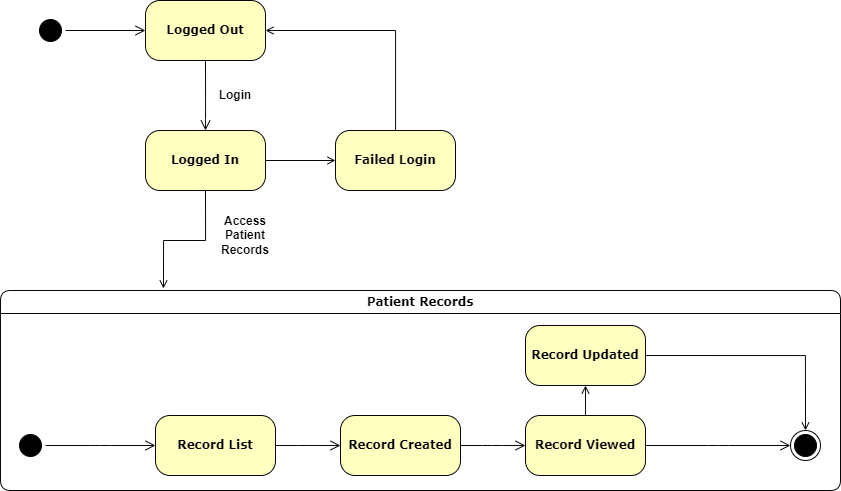 Logged Out
Login
Logged In
Failed Login
Access
Patient
Records
Patient Records
Record Updated
Record List
Record Created
Record Viewed